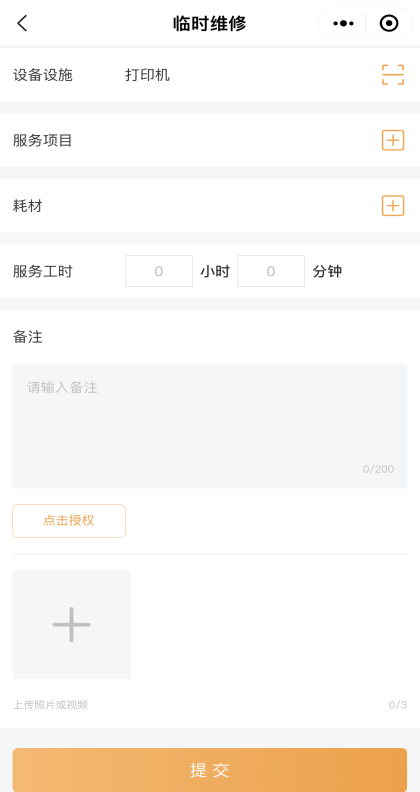 临时维修
设备设施 打印机
服务项目
耗材
服务工时 0 小时 0 分钟
备注
请输入备注
0/200
点击授权
上传照片或视频 0/3
提交